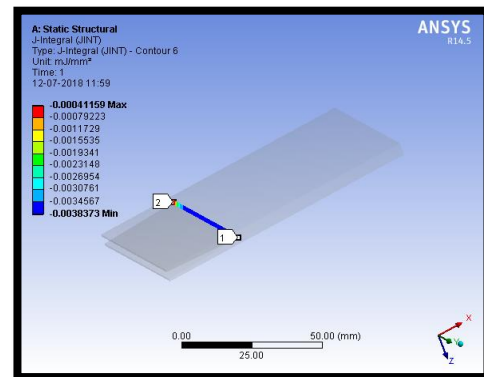 A: Static Structural
J-Integral (JINT)
Type: J-Integral (JINT) - Contour 6
Unit: mJ/mm²
Time: 1
12-07-2018 11:59
-0.00041159 Max
-0.00079223
-0.0011729
-0.0015535
-0.0019341
-0.0023148
-0.0026954
-0.0030761
-0.0034567
-0.0038373 Min
ANSYS
R14.5
2
1
0.00
50.00 (mm)
25.00
X
Y
Z